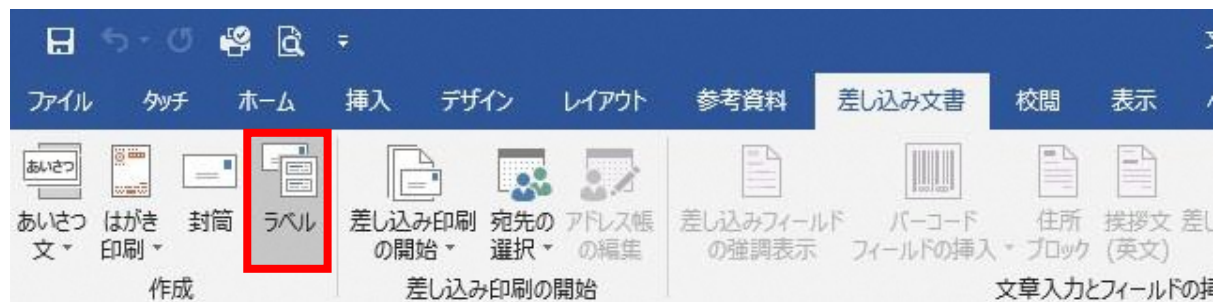 ファイル タッチ ホーム 挿入 デザイン レイアウト 参考資料 差し込み文書 校閲 表示
あいさつ
あいさつ文 はがき印刷 封筒 ラベル 差し込み印刷の開始 宛先の選択 アドレス帳の編集 差し込みフィールドの強調表示 バーコードフィールドの挿入 住所ブロック 挨拶文(英文)
作成 差し込み印刷の開始 文章入力とフィールドの